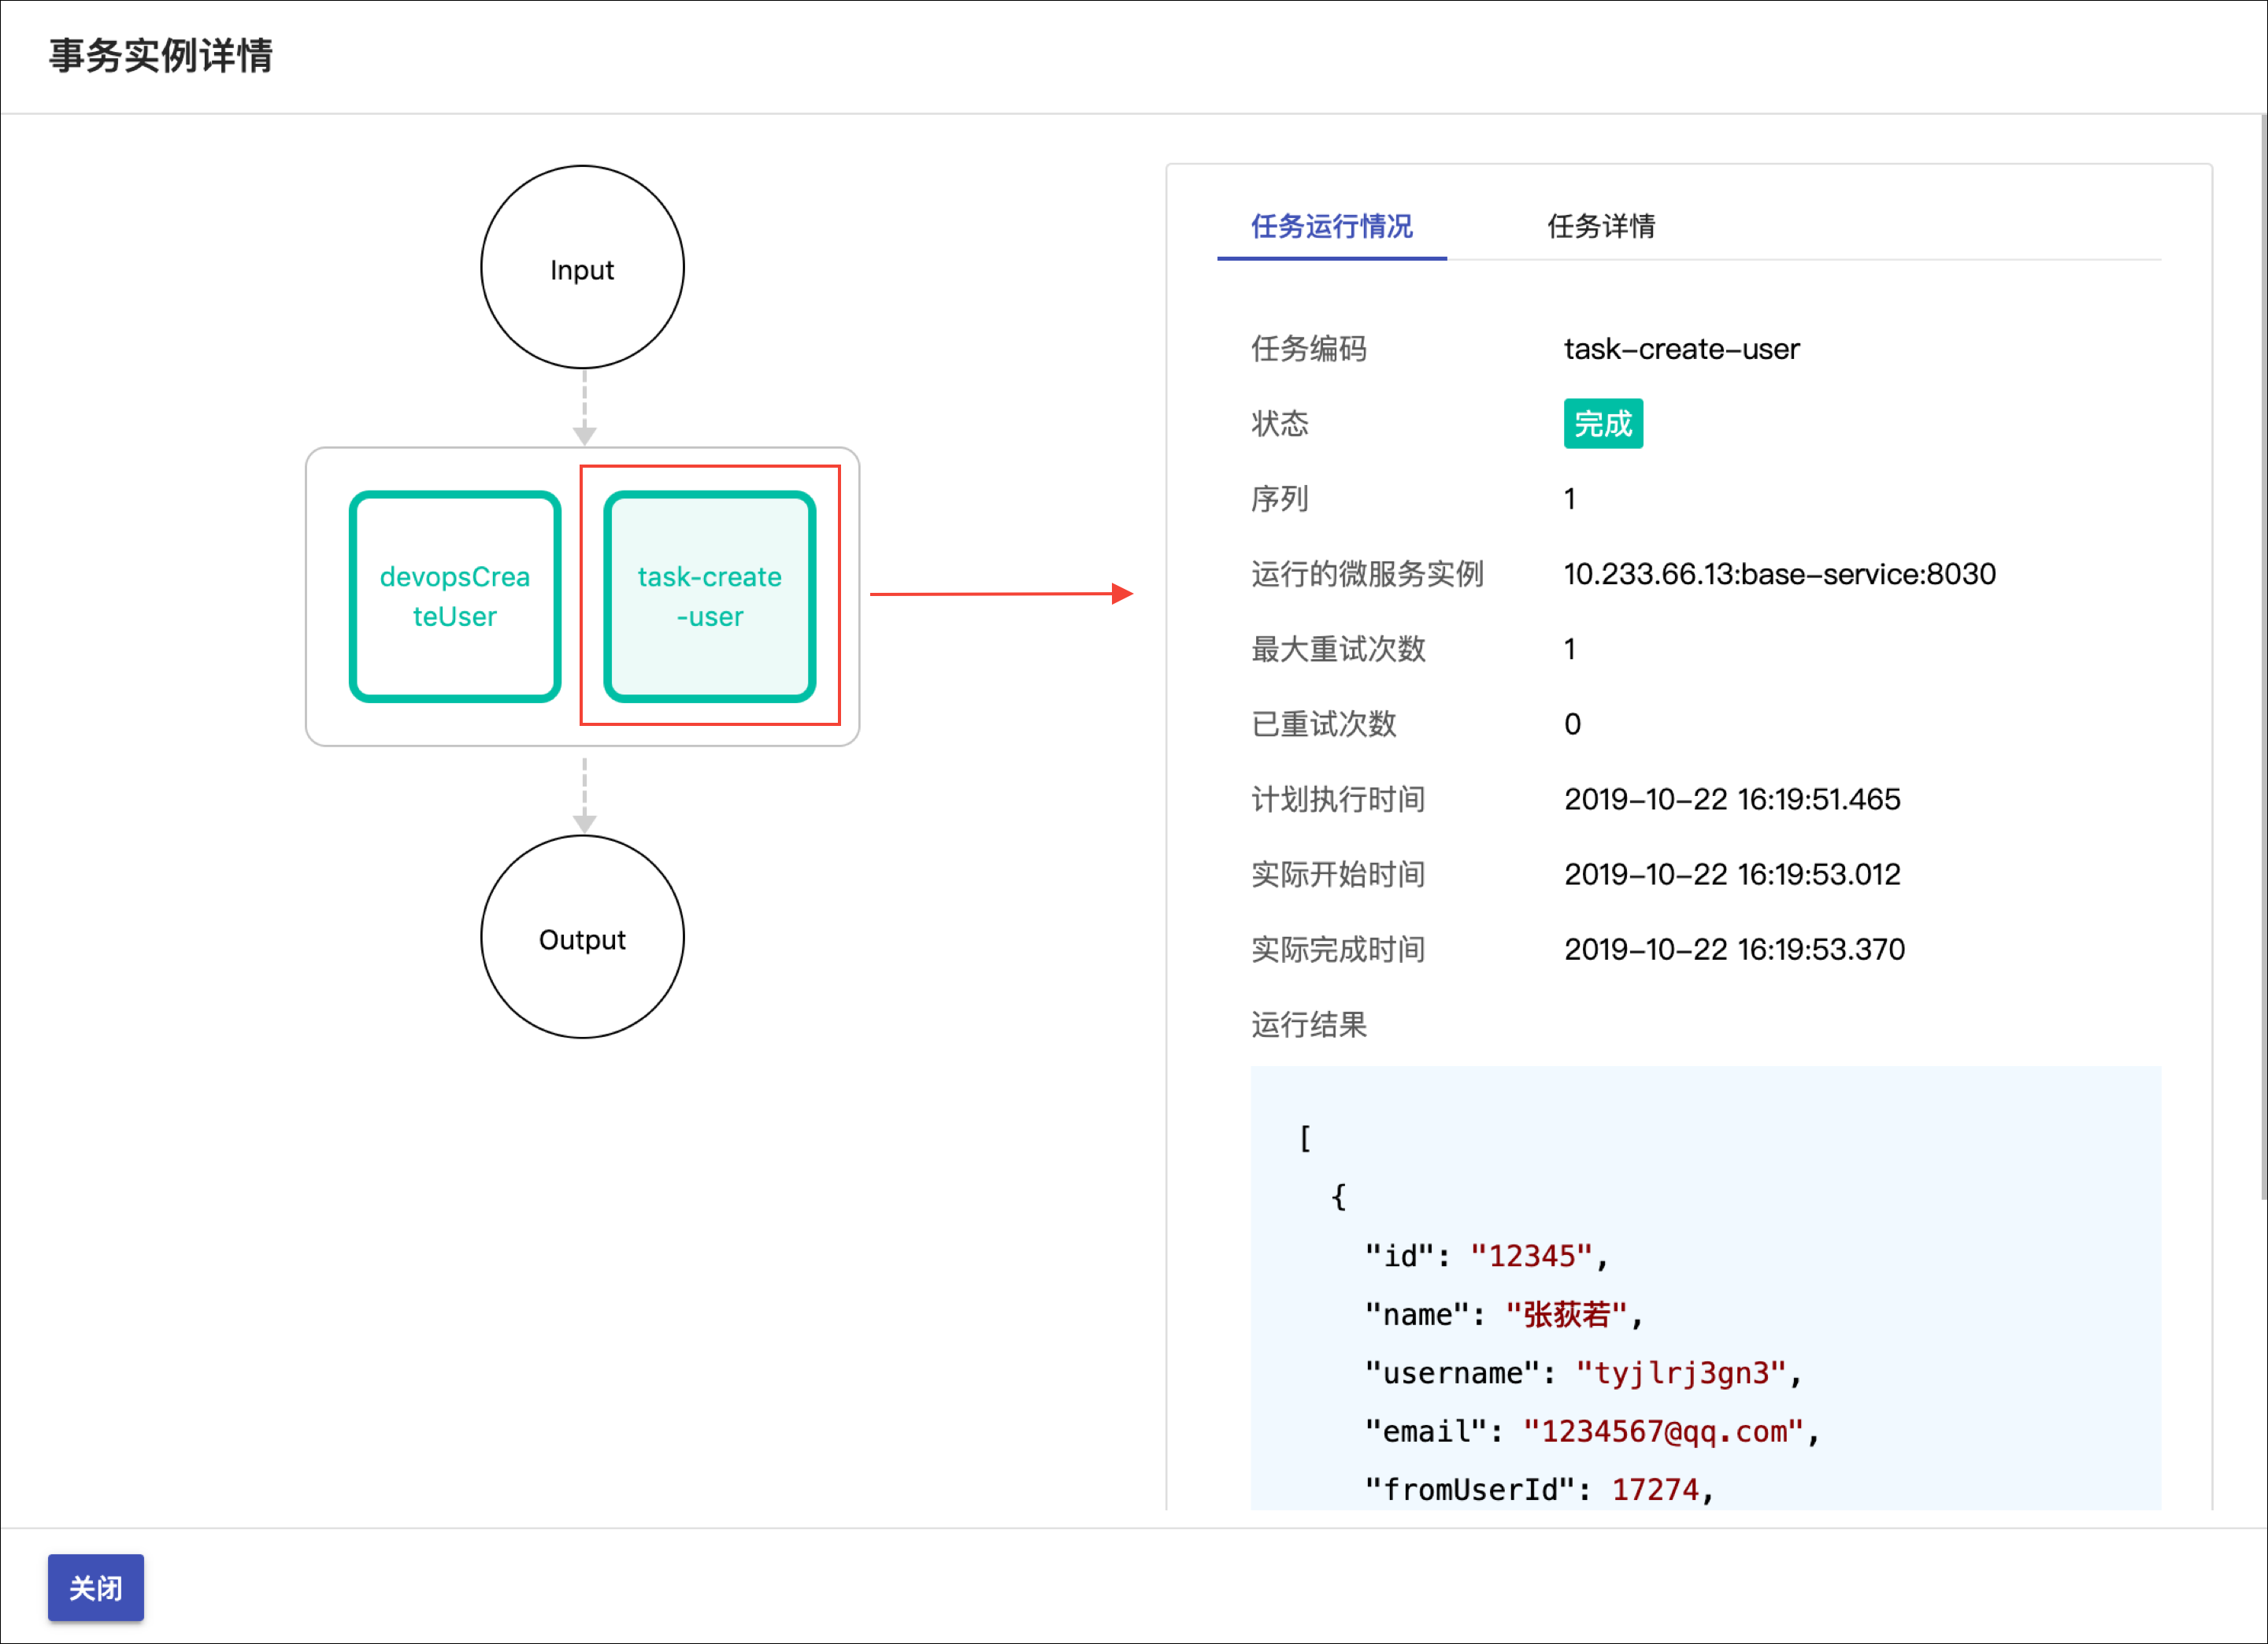 事务实例详情
Input
devopsCrea
teUser
task-create
-user
Output
任务运行情况 任务详情
任务编码 task-create-user
状态 完成
序列 1
运行的微服务实例 10.233.66.13:base-service:8030
最大重试次数 1
已重试次数 0
计划执行时间 2019-10-22 16:19:51.465
实际开始时间 2019-10-22 16:19:53.012
实际完成时间 2019-10-22 16:19:53.370
运行结果
[
{
"id": "12345",
"name": "张荻若",
"username": "tyjlrj3gn3",
"email": "1234567@qq.com",
"fromUserId": 17274,
关闭